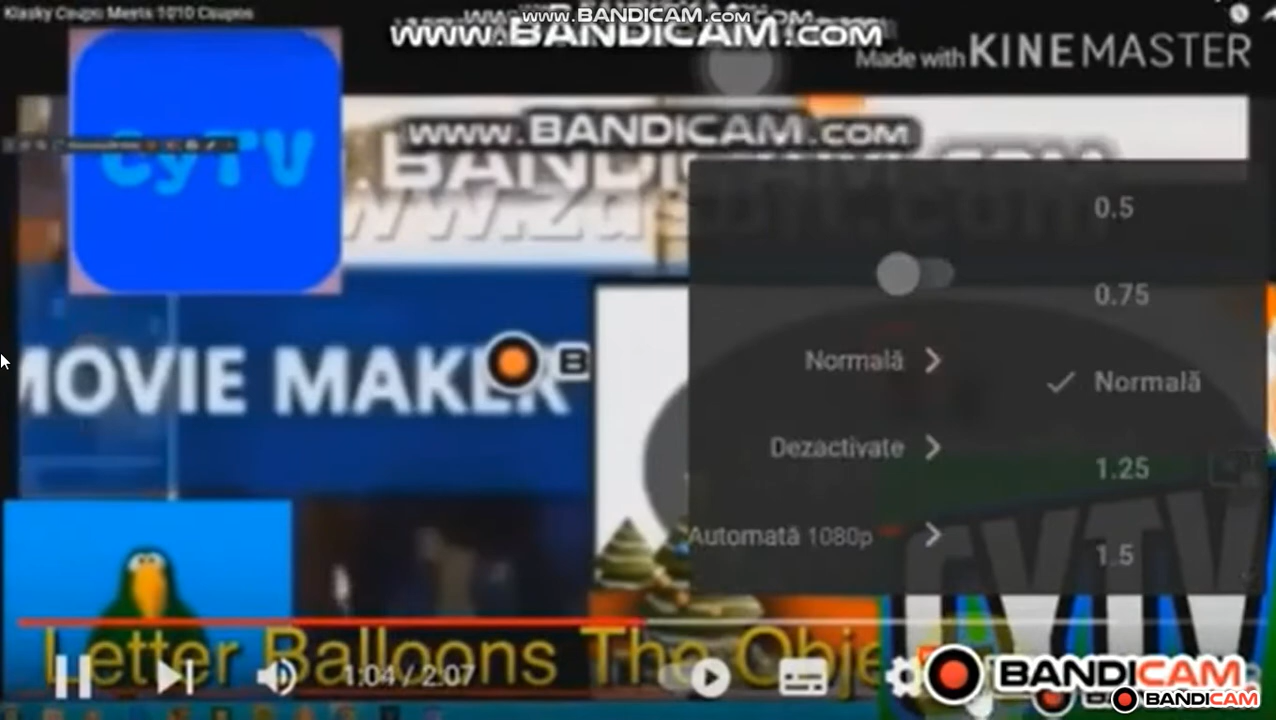 Klasky Csupo Meets 1010 Csupos
www.BANDICAM.com
www.BANDICAM.com
Made with KINEMASTER
www.BANDICAM.com
BANDICAM.COM
CyTV
0.5
0.75
Normală
Normală
MOVIE MAKER
B
Dezactivate
1.25
Automată 1080p
1.5
CYTV
Letter Balloons The Obje
1:04 / 2:07
BANDICAM
BANDICAM